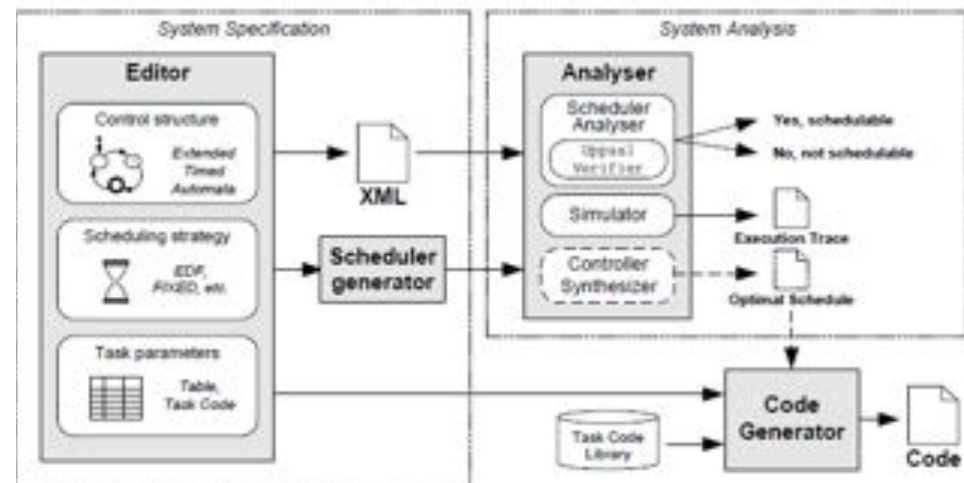 System Specification
Editor
Control structure
Extended
Timed
Automata
Scheduling strategy
EDF,
FIXED, etc.
Task parameters
Table,
Task Code
XML
Scheduler
generator
System Analysis
Analyser
Scheduler
Analyser
Uppaal
Verifier
Simulator
Controller
Synthesizer
Yes, schedulable
No, not schedulable
Execution Trace
Optimal Schedule
Task Code
Library
Code
Generator
Code